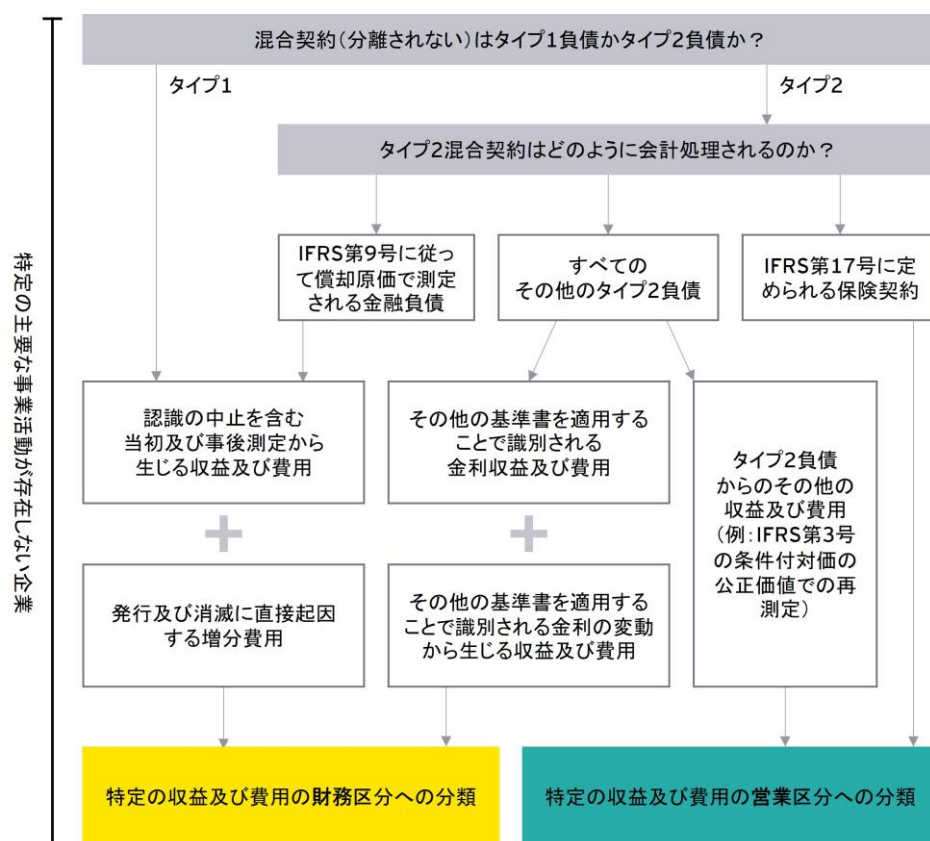 混合契約(分離されない)はタイプ1負債かタイプ2負債か？
タイプ1
タイプ2
タイプ2混合契約はどのように会計処理されるのか？
IFRS第9号に従っ
て償却原価で測定
される金融負債
すべての
その他のタイプ2負債
IFRS第17号に定
められる保険契約
特定の主要な事業活動が存在しない企業
認識の中止を含む
当初及び事後測定から
生じる収益及び費用
その他の基準書を適用する
ことで識別される
金利収益及び費用
タイプ2負債
からのその他の
収益及び費用
(例:IFRS第3号
の条件付対価の
公正価値での再
測定)
+
+
発行及び消滅に直接起因
する増分費用
その他の基準書を適用する
ことで識別される金利の変動
から生じる収益及び費用
特定の収益及び費用の財務区分への分類
特定の収益及び費用の営業区分への分類